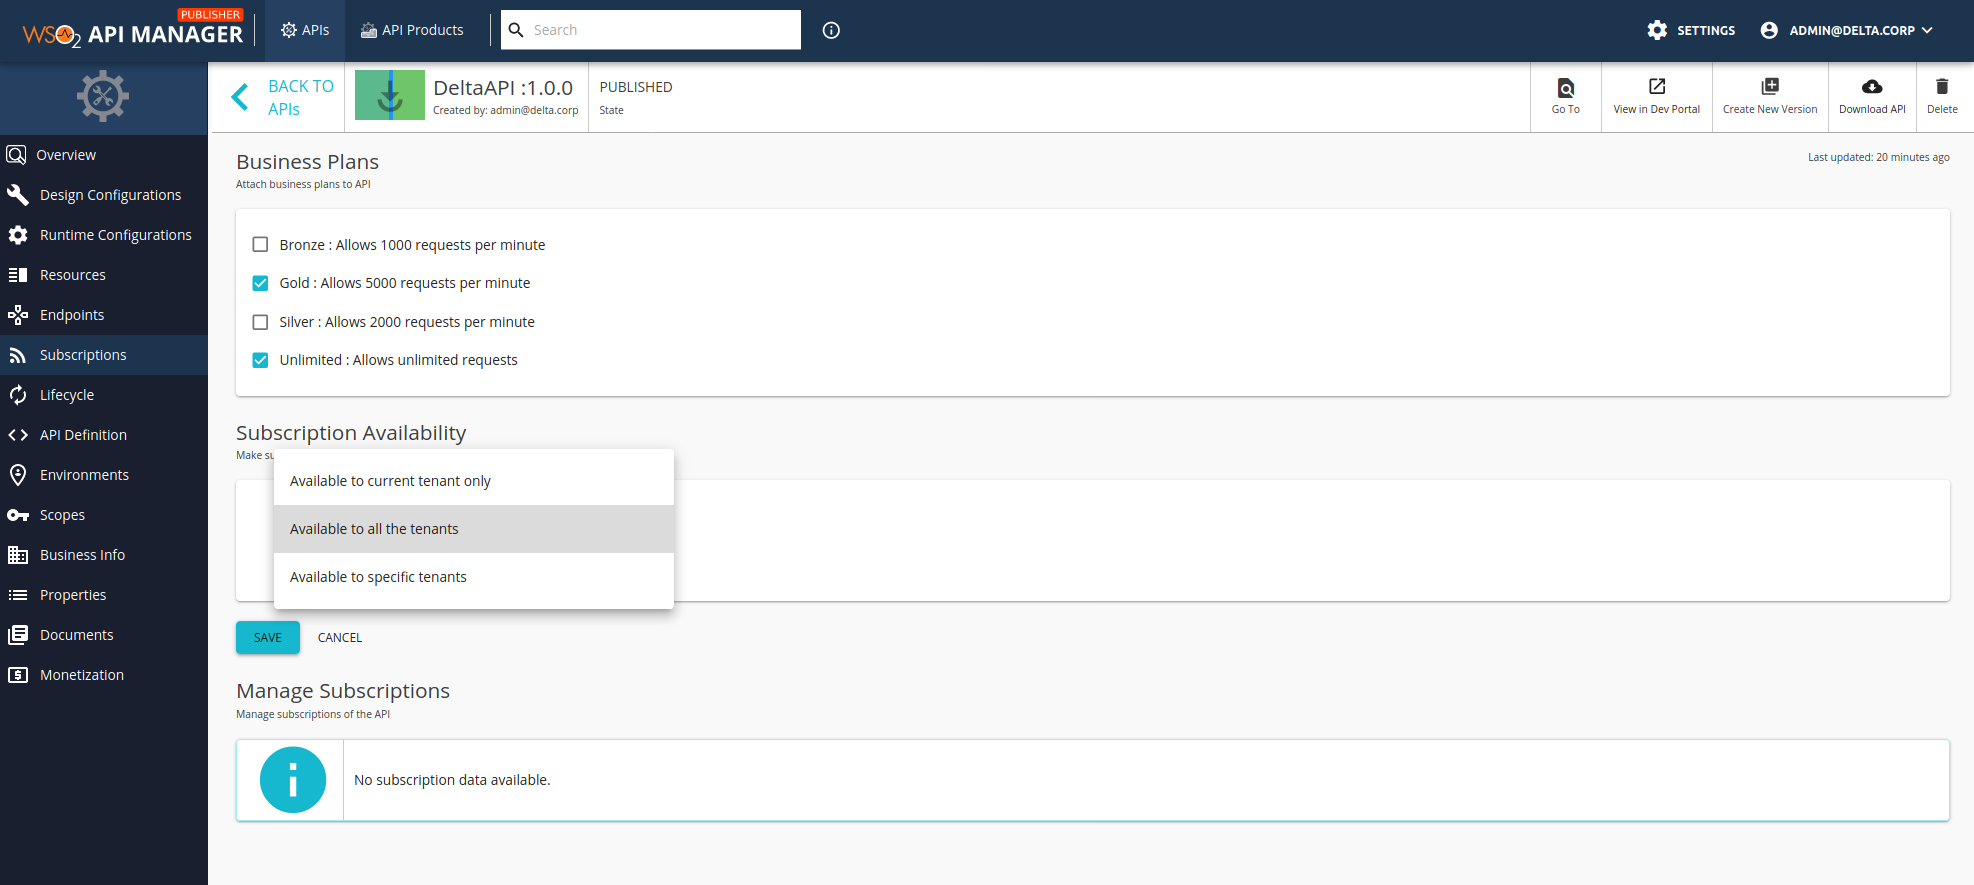 PUBLISHER
WSO2 API MANAGER
APIs
API Products
Search
SETTINGS
ADMIN@DELTA.CORP
BACK TO
APIs
DeltaAPI :1.0.0
Created by: admin@delta.corp
PUBLISHED
State
Go To
View in Dev Portal
Create New Version
Download API
Delete
Overview
Design Configurations
Runtime Configurations
Resources
Endpoints
Subscriptions
Lifecycle
API Definition
Environments
Scopes
Business Info
Properties
Documents
Monetization
Business Plans
Last updated: 20 minutes ago
Attach business plans to API
Bronze : Allows 1000 requests per minute
Gold : Allows 5000 requests per minute
Silver : Allows 2000 requests per minute
Unlimited : Allows unlimited requests
Subscription Availability
Make
Available to current tenant only
Available to all the tenants
Available to specific tenants
SAVE
CANCEL
Manage Subscriptions
Manage subscriptions of the API
No subscription data available.